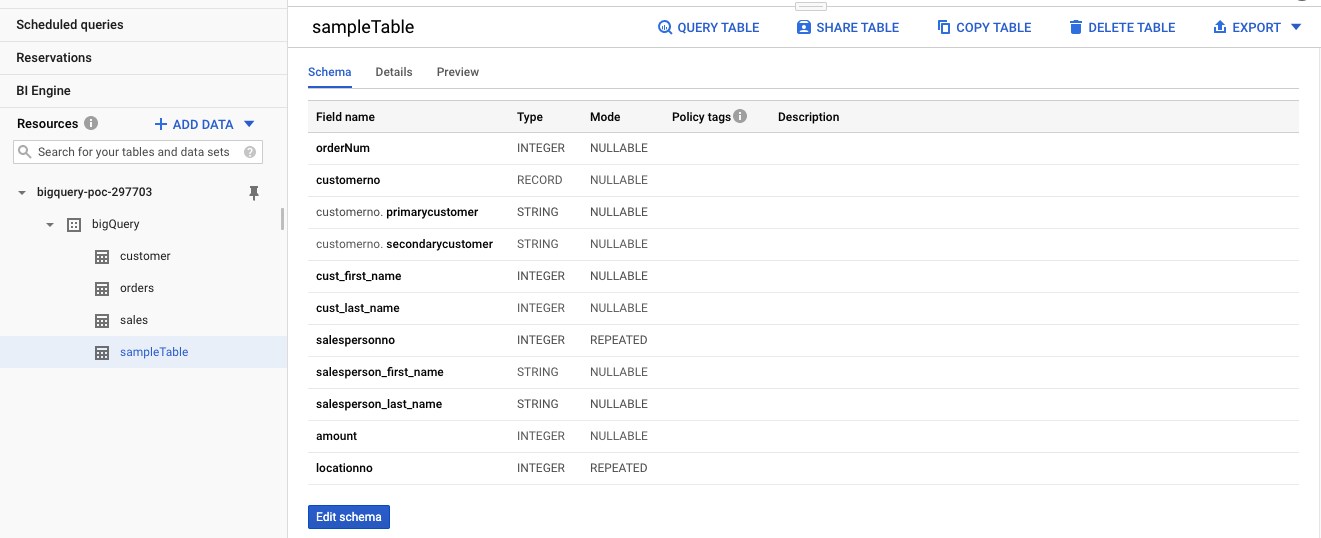 Scheduled queries
Reservations
BI Engine
Resources
ADD DATA
Search for your tables and data sets
bigquery-poc-297703
bigQuery
customer
orders
sales
sampleTable
sampleTable
QUERY TABLE
SHARE TABLE
COPY TABLE
DELETE TABLE
EXPORT
Schema Details Preview
Field name Type Mode Policy tags Description
orderNum INTEGER NULLABLE
customerno RECORD NULLABLE
customerno. primarycustomer STRING NULLABLE
customerno. secondarycustomer STRING NULLABLE
cust_first_name INTEGER NULLABLE
cust_last_name INTEGER NULLABLE
salespersonno INTEGER REPEATED
salesperson_first_name STRING NULLABLE
salesperson_last_name STRING NULLABLE
amount INTEGER NULLABLE
locationno INTEGER REPEATED
Edit schema